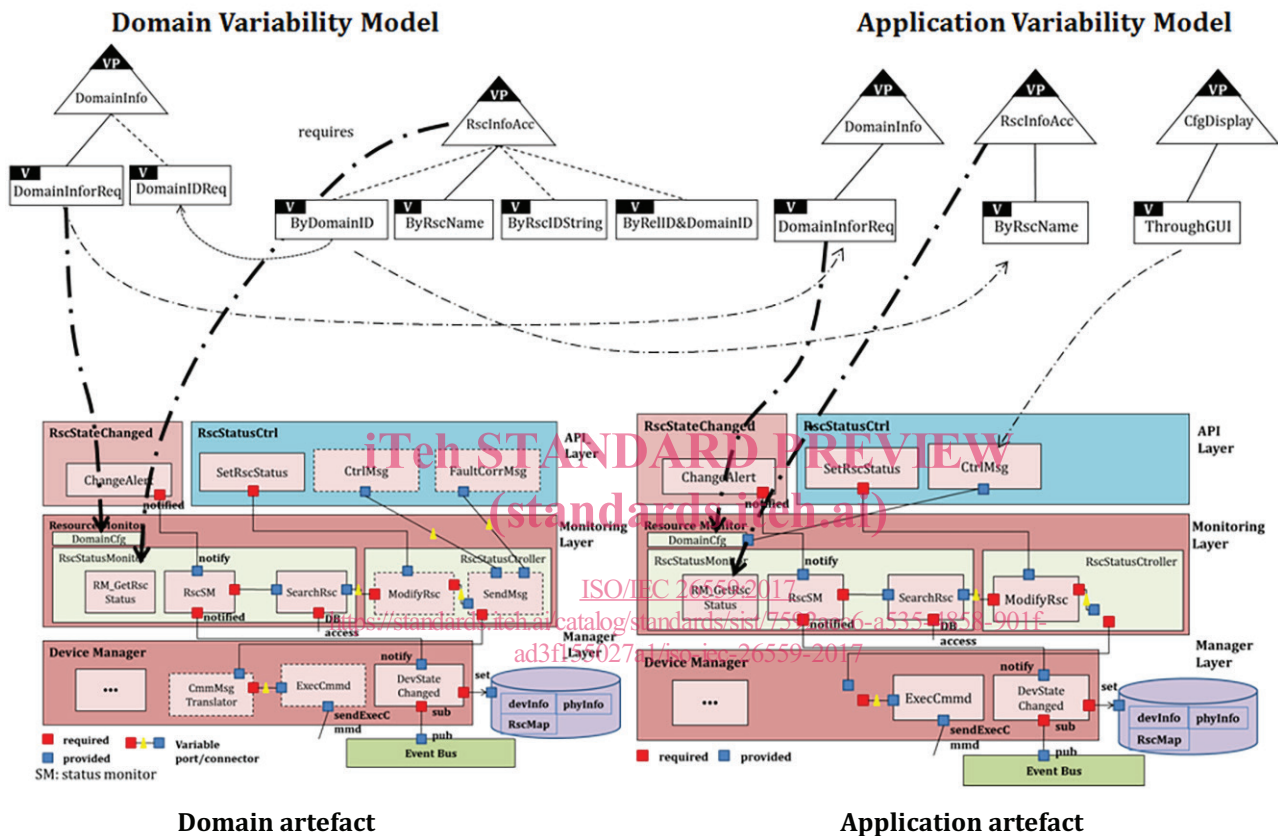 Domain Variability Model
Application Variability Model
VP
DomainInfo
VP
RscInfoAcc
requires
V
DomainInforReq
V
DomainIDReq
V
ByDomainID
V
ByRscName
V
ByRscIDString
V
ByRelID&DomainID
VP
DomainInfo
VP
RscInfoAcc
VP
CfgDisplay
V
DomainInforReq
V
ByRscName
V
ThroughGUI
RscStateChanged
ChangeAlert
notified
RscStatusCtrl
SetRscStatus
CtrlMsg
FaultCorrMsg
API
Layer
Resource Monitor
DomainCfg
RscStatusMonitor
notify
RM_GetRsc
Status
RscSM
notified
SearchRsc
DB
access
RscStatusCtroller
ModifyRsc
SendMsg
Monitoring
Layer
Device Manager
...
CmmMsg
Translator
ExecCmmd
sendExecC
mmd
notify
DevState
Changed
sub
set
pub
Event Bus
devInfo
phyInfo
RscMap
Manager
Layer
required
provided
Variable
port/connector
SM: status monitor
RscStateChanged
ChangeAlert
notified
RscStatusCtrl
SetRscStatus
CtrlMsg
API
Layer
Resource Monitor
DomainCfg
RscStatusMonitor
notify
RM_GetRsc
Status
RscSM
notified
SearchRsc
DB
access
RscStatusCtroller
ModifyRsc
Monitoring
Layer
Device Manager
...
ExecCmmd
sendExecC
mmd
notify
DevState
Changed
sub
set
pub
Event Bus
devInfo
phyInfo
RscMap
Manager
Layer
required
provided
iTeh STANDARD PREVIEW
(standards.iteh.ai)
ISO/IEC 26559:2017
ad3f155027a1/iso-iec-26559-2017
Domain artefact
Application artefact